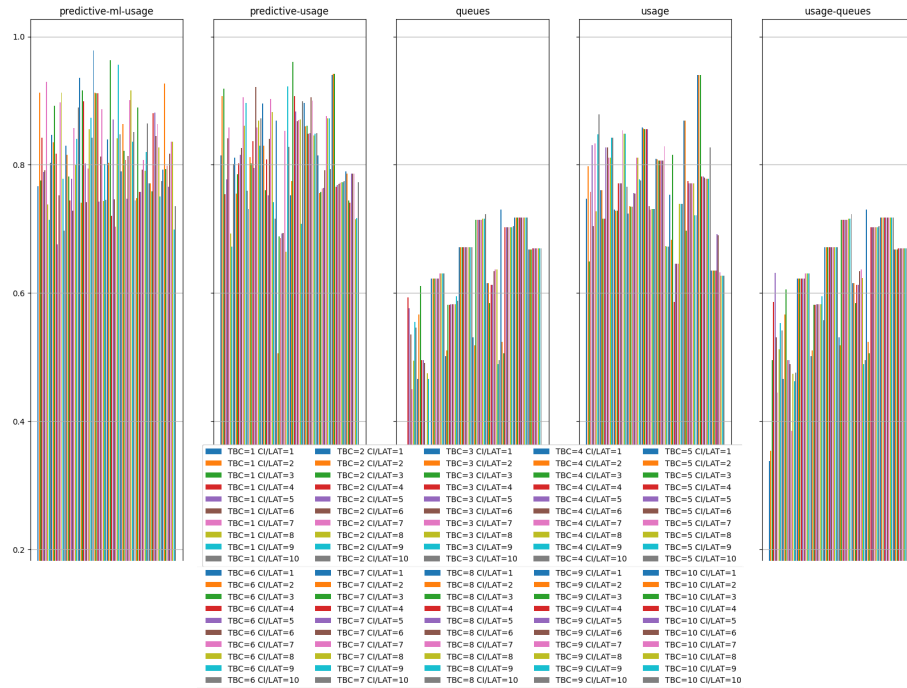 predictive-ml-usage predictive-usage queues usage usage-queues
1.0
0.8
0.6
0.4
0.2
TBC=1 CI/LAT=1 TBC=2 CI/LAT=1 TBC=3 CI/LAT=1 TBC=4 CI/LAT=1 TBC=5 CI/LAT=1
TBC=1 CI/LAT=2 TBC=2 CI/LAT=2 TBC=3 CI/LAT=2 TBC=4 CI/LAT=2 TBC=5 CI/LAT=2
TBC=1 CI/LAT=3 TBC=2 CI/LAT=3 TBC=3 CI/LAT=3 TBC=4 CI/LAT=3 TBC=5 CI/LAT=3
TBC=1 CI/LAT=4 TBC=2 CI/LAT=4 TBC=3 CI/LAT=4 TBC=4 CI/LAT=4 TBC=5 CI/LAT=4
TBC=1 CI/LAT=5 TBC=2 CI/LAT=5 TBC=3 CI/LAT=5 TBC=4 CI/LAT=5 TBC=5 CI/LAT=5
TBC=1 CI/LAT=6 TBC=2 CI/LAT=6 TBC=3 CI/LAT=6 TBC=4 CI/LAT=6 TBC=5 CI/LAT=6
TBC=1 CI/LAT=7 TBC=2 CI/LAT=7 TBC=3 CI/LAT=7 TBC=4 CI/LAT=7 TBC=5 CI/LAT=7
TBC=1 CI/LAT=8 TBC=2 CI/LAT=8 TBC=3 CI/LAT=8 TBC=4 CI/LAT=8 TBC=5 CI/LAT=8
TBC=1 CI/LAT=9 TBC=2 CI/LAT=9 TBC=3 CI/LAT=9 TBC=4 CI/LAT=9 TBC=5 CI/LAT=9
TBC=1 CI/LAT=10 TBC=2 CI/LAT=10 TBC=3 CI/LAT=10 TBC=4 CI/LAT=10 TBC=5 CI/LAT=10
TBC=6 CI/LAT=1 TBC=7 CI/LAT=1 TBC=8 CI/LAT=1 TBC=9 CI/LAT=1 TBC=10 CI/LAT=1
TBC=6 CI/LAT=2 TBC=7 CI/LAT=2 TBC=8 CI/LAT=2 TBC=9 CI/LAT=2 TBC=10 CI/LAT=2
TBC=6 CI/LAT=3 TBC=7 CI/LAT=3 TBC=8 CI/LAT=3 TBC=9 CI/LAT=3 TBC=10 CI/LAT=3
TBC=6 CI/LAT=4 TBC=7 CI/LAT=4 TBC=8 CI/LAT=4 TBC=9 CI/LAT=4 TBC=10 CI/LAT=4
TBC=6 CI/LAT=5 TBC=7 CI/LAT=5 TBC=8 CI/LAT=5 TBC=9 CI/LAT=5 TBC=10 CI/LAT=5
TBC=6 CI/LAT=6 TBC=7 CI/LAT=6 TBC=8 CI/LAT=6 TBC=9 CI/LAT=6 TBC=10 CI/LAT=6
TBC=6 CI/LAT=7 TBC=7 CI/LAT=7 TBC=8 CI/LAT=7 TBC=9 CI/LAT=7 TBC=10 CI/LAT=7
TBC=6 CI/LAT=8 TBC=7 CI/LAT=8 TBC=8 CI/LAT=8 TBC=9 CI/LAT=8 TBC=10 CI/LAT=8
TBC=6 CI/LAT=9 TBC=7 CI/LAT=9 TBC=8 CI/LAT=9 TBC=9 CI/LAT=9 TBC=10 CI/LAT=9
TBC=6 CI/LAT=10 TBC=7 CI/LAT=10 TBC=8 CI/LAT=10 TBC=9 CI/LAT=10 TBC=10 CI/LAT=10